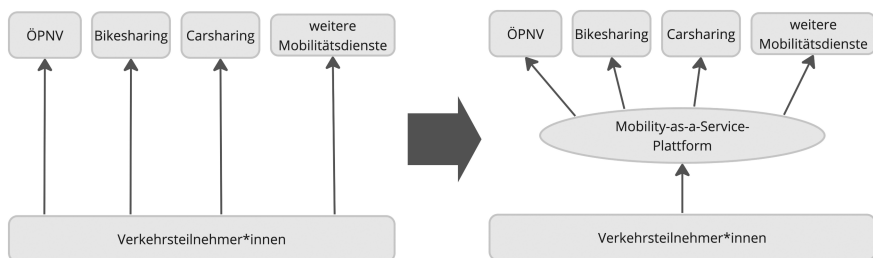 ÖPNV
Bikesharing
Carsharing
weitere
Mobilitätsdienste
Verkehrsteilnehmer*innen
ÖPNV
Bikesharing
Carsharing
weitere
Mobilitätsdienste
Mobility-as-a-Service-
Plattform
Verkehrsteilnehmer*innen